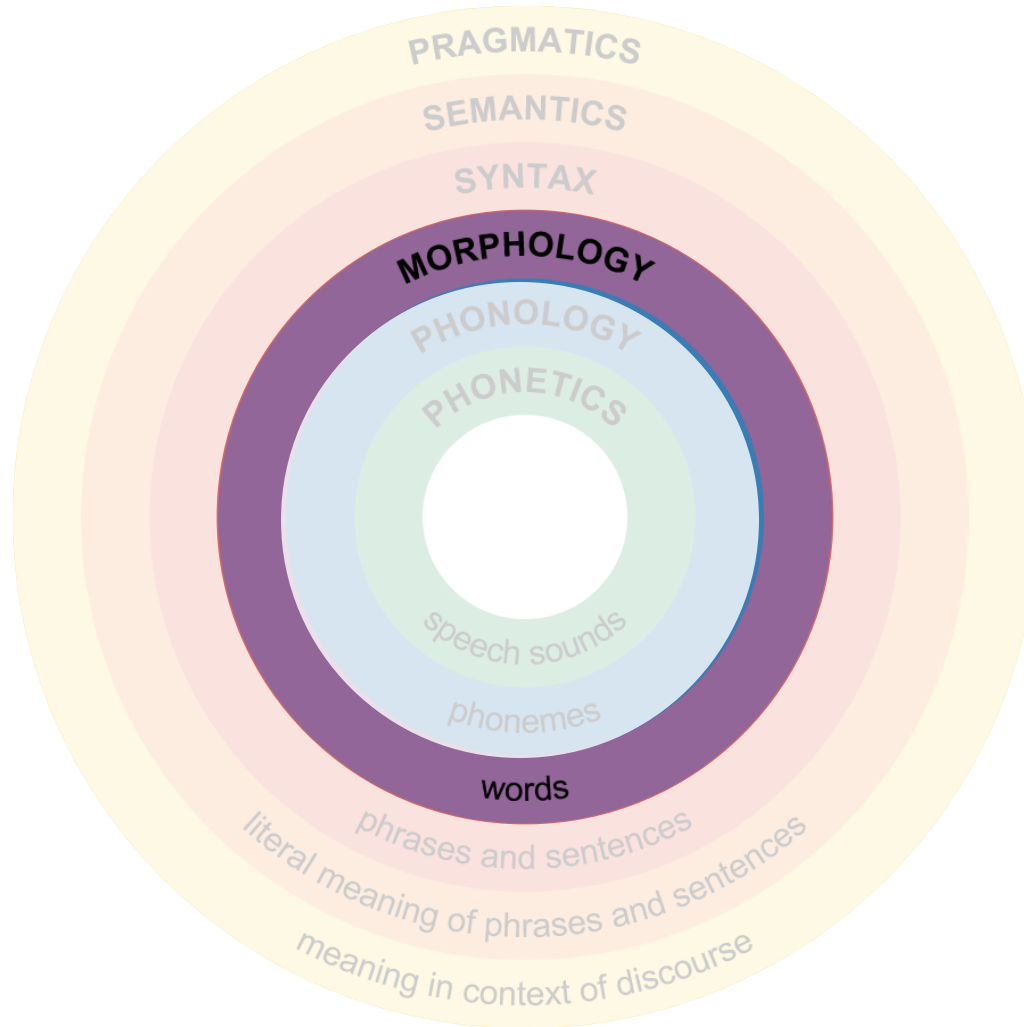 PRAGMATICS
SEMANTICS
SYNTAX
MORPHOLOGY
PHONOLOGY
PHONETICS
speech sounds
phonemes
words
phrases and sentences
literal meaning of phrases and sentences
meaning in context of discourse